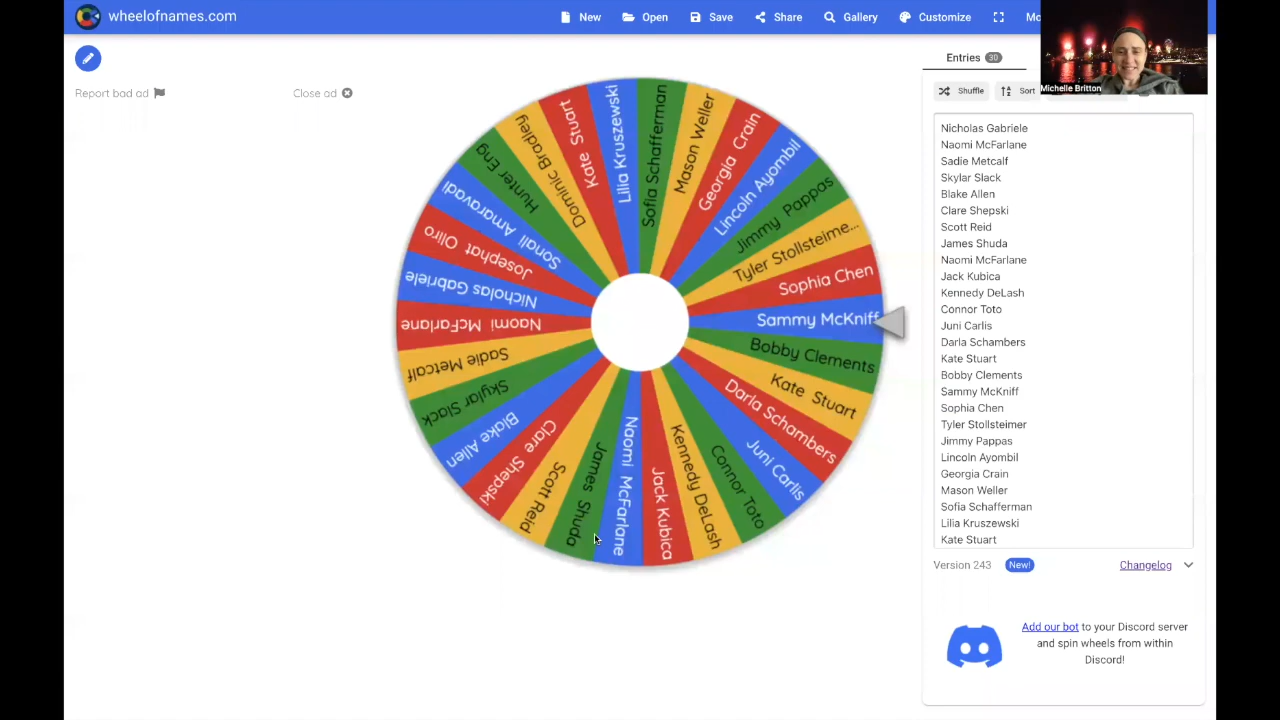 wheelofnames.com
New
Open
Save
Share
Gallery
Customize
Mo
Michelle Britton
Report bad ad
Close ad
Entries 30
Shuffle
Sort
Nicholas Gabriele
Naomi McFarlane
Sadie Metcalf
Skylar Slack
Blake Allen
Clare Shepski
Scott Reid
James Shuda
Naomi McFarlane
Jack Kubica
Kennedy DeLash
Connor Toto
Juni Carlis
Darla Schambers
Kate Stuart
Bobby Clements
Sammy McKniff
Sophia Chen
Tyler Stollsteimer
Jimmy Pappas
Lincoln Ayombil
Georgia Crain
Mason Weller
Sofia Schafferman
Lilia Kruszewski
Kate Stuart
Sofia Schafferman
Mason Weller
Georgia Crain
Lincoln Ayombil
Jimmy Pappas
Tyler Stollsteime...
Sophia Chen
Sammy McKniff
Bobby Clements
Kate Stuart
Darla Schambers
Juni Carlis
Connor Toto
Kennedy DeLash
Jack Kubica
Naomi McFarlane
James Shuda
Scott Reid
Clare Shepski
Blake Allen
Skylar Slack
Sadie Metcalf
Naomi McFarlane
Nicholas Gabriele
Josephat Oliro
Sonali Amaravadi
Hunter Eng
Dominic Bradley
Kate Stuart
Lilia Kruszewski
Version 243
New!
Changelog
Add our bot to your Discord server
and spin wheels from within
Discord!